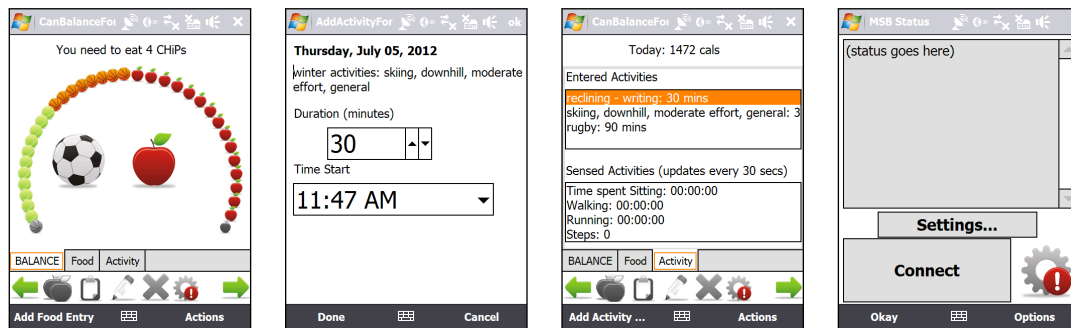 CanBalanceFor
You need to eat 4 CHiPs
BALANCE
Food
Activity
Add Food Entry
Actions
AddActivityFor
ok
Thursday, July 05, 2012
winter activities: skiing, downhill, moderate
effort, general
Duration (minutes)
30
Time Start
11:47 AM
Done
Cancel
CanBalanceFor
Today: 1472 cals
Entered Activities
reclining - writing: 30 mins
skiing, downhill, moderate effort, general: 3
rugby: 90 mins
Sensed Activities (updates every 30 secs)
Time spent Sitting: 00:00:00
Walking: 00:00:00
Running: 00:00:00
Steps: 0
BALANCE
Food
Activity
Add Activity ...
Actions
MSB Status
(status goes here)
Settings...
Connect
Okay
Options